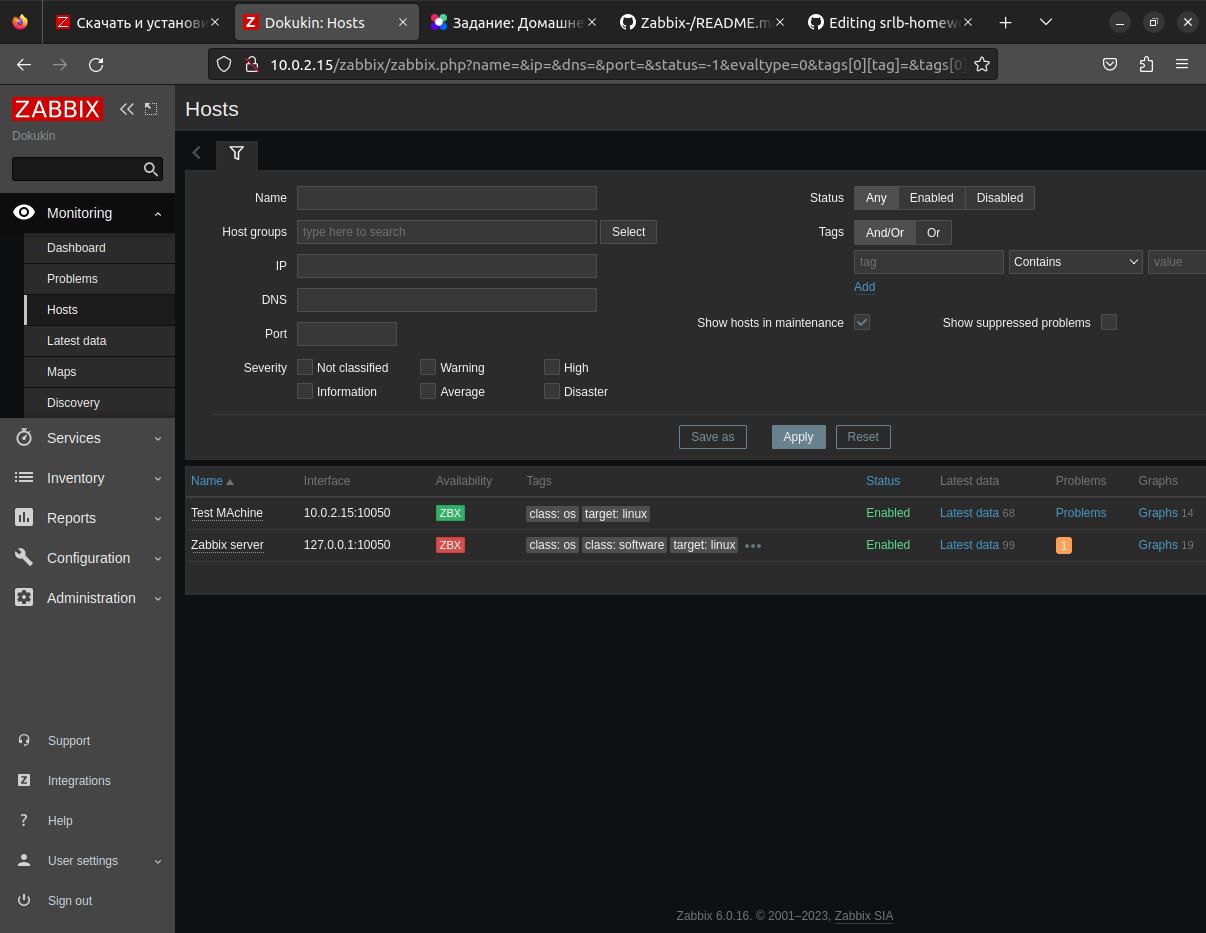 Скачать и установи
Dokukin: Hosts
Задание: Домашне
Zabbix-/README.m
Editing srlb-homewo
10.0.2.15/zabbix/zabbix.php?name=&ip=&dns=&port=&status=-1&evaltype=0&tags[0][tag]=&tags[0]
ZABBIX
Dokukin
Monitoring
Dashboard
Problems
Hosts
Latest data
Maps
Discovery
Services
Inventory
Reports
Configuration
Administration
Support
Integrations
Help
User settings
Sign out
Hosts
Name
Host groups type here to search Select
IP
DNS
Port
Severity Not classified Warning High
Information Average Disaster
Status Any Enabled Disabled
Tags And/Or Or
tag Contains value
Add
Show hosts in maintenance Show suppressed problems
Save as Apply Reset
Name Interface Availability Tags Status Latest data Problems Graphs
Test MAchine 10.0.2.15:10050 ZBX class: os target: linux Enabled Latest data 68 Problems Graphs 14
Zabbix server 127.0.0.1:10050 ZBX class: os class: software target: linux ••• Enabled Latest data 99 1 Graphs 19
Zabbix 6.0.16. © 2001–2023, Zabbix SIA